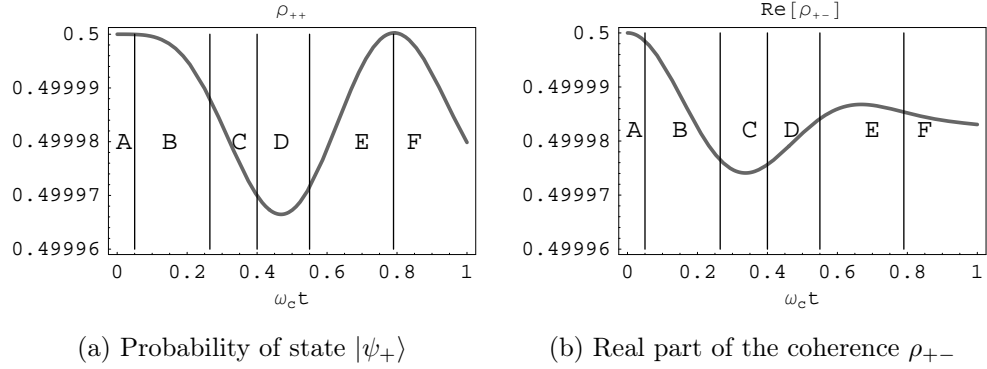 ρ₊₊
0.5
0.49999
0.49998
0.49997
0.49996
A B C D E F
0 0.2 0.4 0.6 0.8 1
ω_c t
(a) Probability of state |ψ₊⟩
Re[ρ₊₋]
0.5
0.49999
0.49998
0.49997
0.49996
A B C D E F
0 0.2 0.4 0.6 0.8 1
ω_c t
(b) Real part of the coherence ρ₊₋